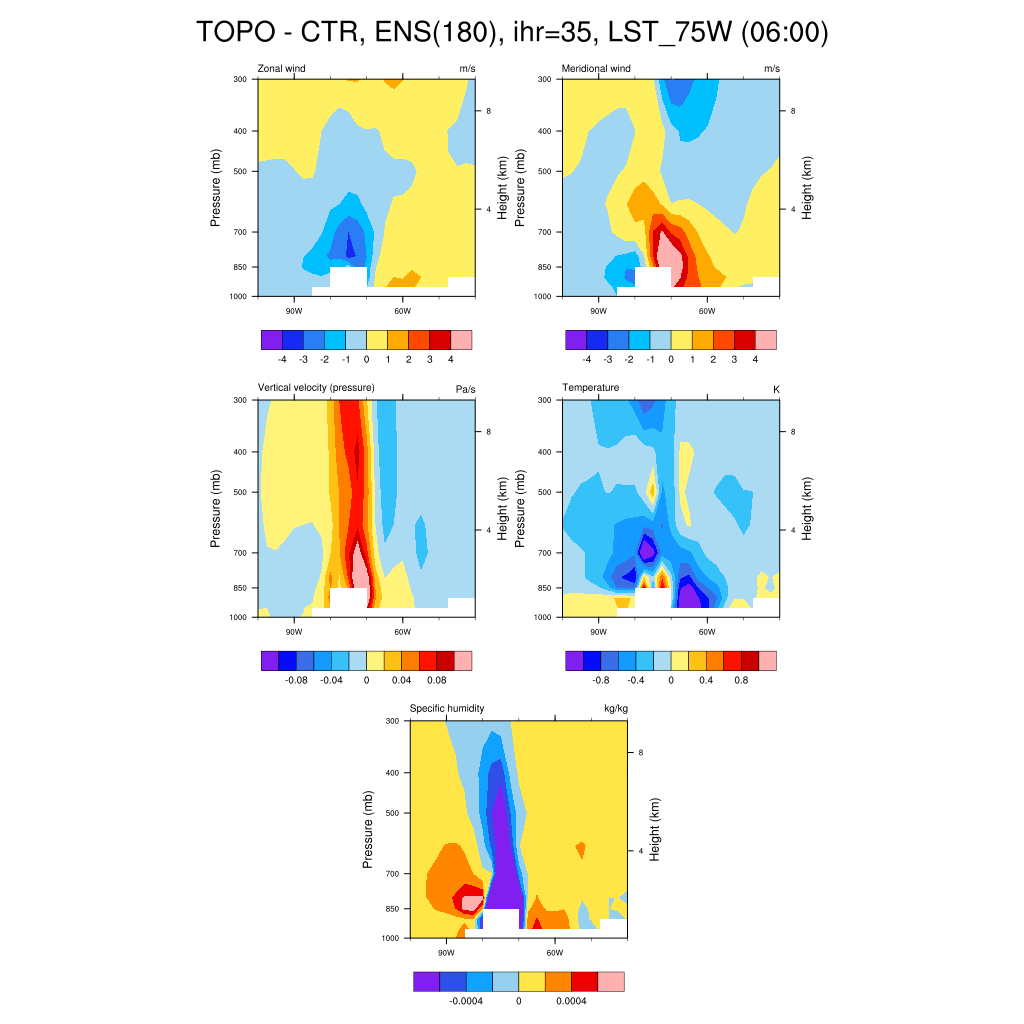 TOPO - CTR, ENS(180), ihr=35, LST_75W (06:00)
Zonal wind m/s
Pressure (mb)
300
400
500
700
850
1000
8
4
Height (km)
90W 60W
-4 -3 -2 -1 0 1 2 3 4
Meridional wind m/s
Pressure (mb)
300
400
500
700
850
1000
8
4
Height (km)
90W 60W
-4 -3 -2 -1 0 1 2 3 4
Vertical velocity (pressure) Pa/s
Pressure (mb)
300
400
500
700
850
1000
8
4
Height (km)
90W 60W
-0.08 -0.04 0 0.04 0.08
Temperature K
Pressure (mb)
300
400
500
700
850
1000
8
4
Height (km)
90W 60W
-0.8 -0.4 0 0.4 0.8
Specific humidity kg/kg
Pressure (mb)
300
400
500
700
850
1000
8
4
Height (km)
90W 60W
-0.0004 0 0.0004